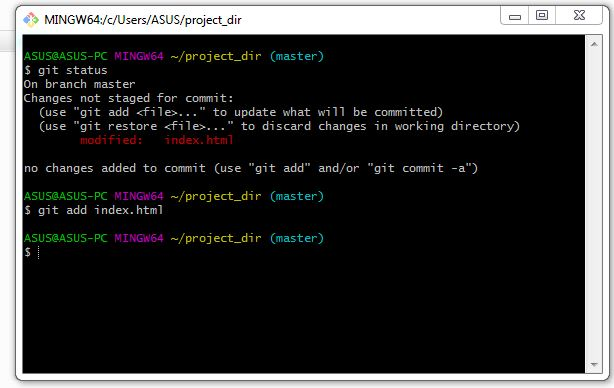 MINGW64:/c/Users/ASUS/project_dir
ASUS@ASUS-PC MINGW64 ~/project_dir (master)
$ git status
On branch master
Changes not staged for commit:
  (use "git add <file>..." to update what will be committed)
  (use "git restore <file>..." to discard changes in working directory)
        modified:   index.html
no changes added to commit (use "git add" and/or "git commit -a")
ASUS@ASUS-PC MINGW64 ~/project_dir (master)
$ git add index.html
ASUS@ASUS-PC MINGW64 ~/project_dir (master)
$